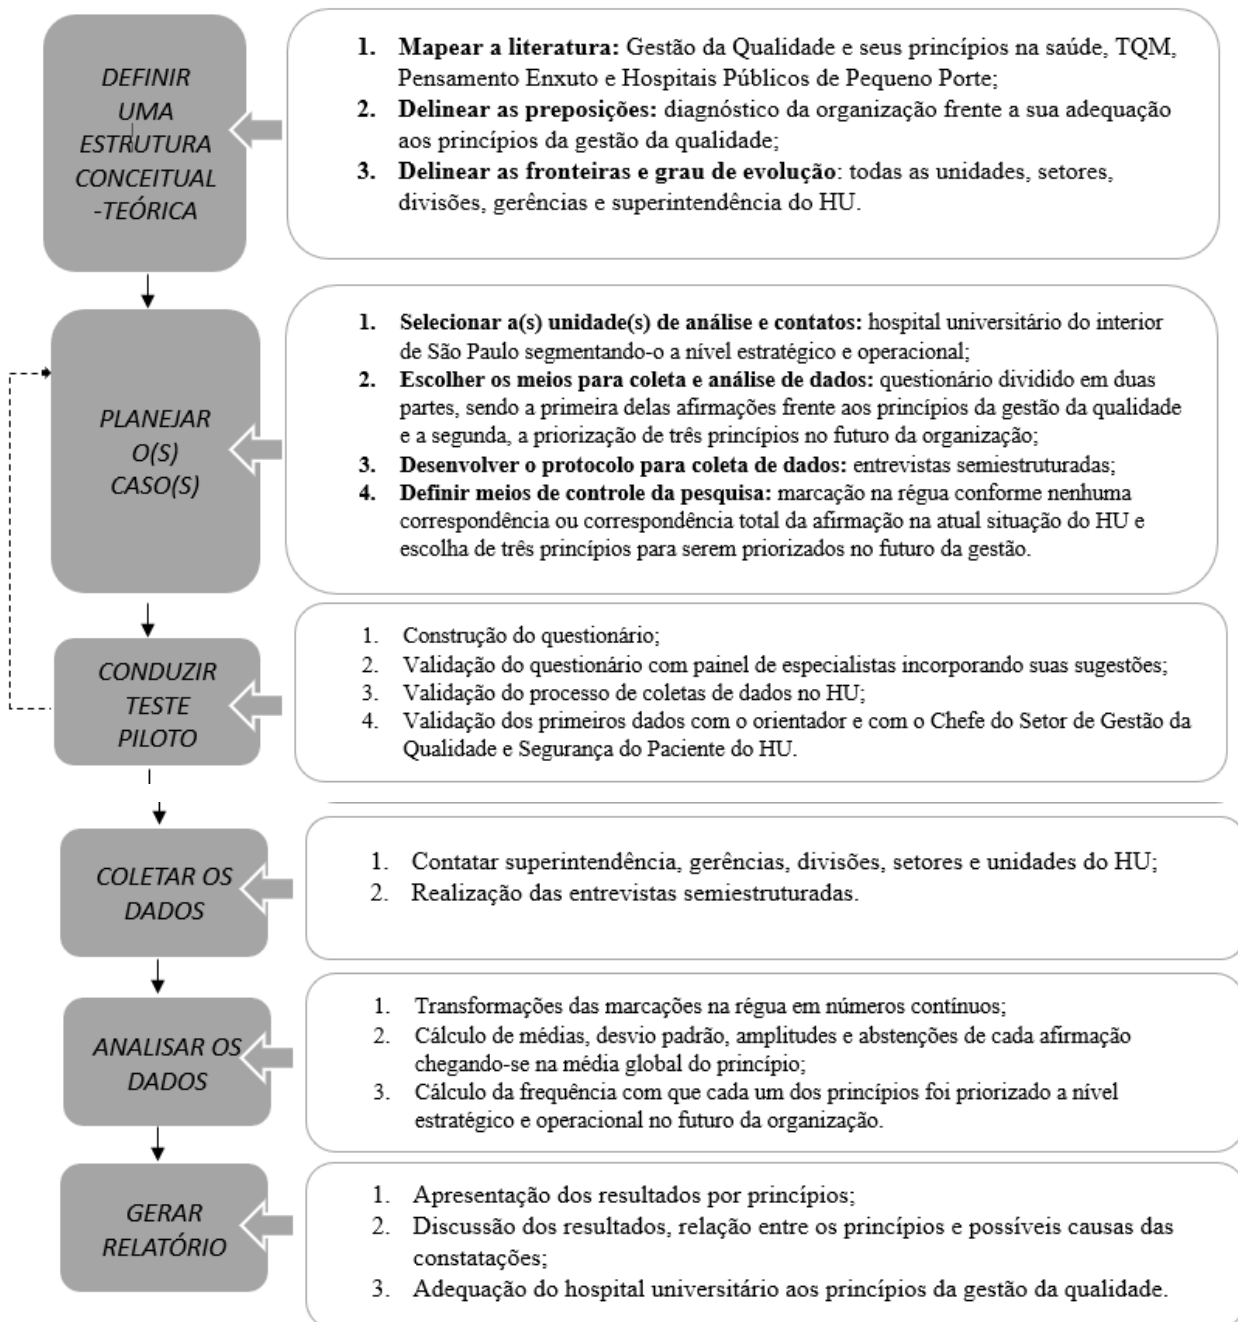 DEFINIR
UMA
ESTRUTURA
CONCEITUAL
-TEÓRICA
1. Mapear a literatura: Gestão da Qualidade e seus princípios na saúde, TQM,
Pensamento Enxuto e Hospitais Públicos de Pequeno Porte;
2. Delinear as preposições: diagnóstico da organização frente a sua adequação
aos princípios da gestão da qualidade;
3. Delinear as fronteiras e grau de evolução: todas as unidades, setores,
divisões, gerências e superintendência do HU.
PLANEJAR
O(S)
CASO(S)
1. Selecionar a(s) unidade(s) de análise e contatos: hospital universitário do interior
de São Paulo segmentando-o a nível estratégico e operacional;
2. Escolher os meios para coleta e análise de dados: questionário dividido em duas
partes, sendo a primeira delas afirmações frente aos princípios da gestão da qualidade
e a segunda, a priorização de três princípios no futuro da organização;
3. Desenvolver o protocolo para coleta de dados: entrevistas semiestruturadas;
4. Definir meios de controle da pesquisa: marcação na régua conforme nenhuma
correspondência ou correspondência total da afirmação na atual situação do HU e
escolha de três princípios para serem priorizados no futuro da gestão.
CONDUZIR
TESTE
PILOTO
1. Construção do questionário;
2. Validação do questionário com painel de especialistas incorporando suas sugestões;
3. Validação do processo de coletas de dados no HU;
4. Validação dos primeiros dados com o orientador e com o Chefe do Setor de Gestão da
Qualidade e Segurança do Paciente do HU.
COLETAR OS
DADOS
1. Contatar superintendência, gerências, divisões, setores e unidades do HU;
2. Realização das entrevistas semiestruturadas.
ANALISAR OS
DADOS
1. Transformações das marcações na régua em números contínuos;
2. Cálculo de médias, desvio padrão, amplitudes e abstenções de cada afirmação
chegando-se na média global do princípio;
3. Cálculo da frequência com que cada um dos princípios foi priorizado a nível
estratégico e operacional no futuro da organização.
GERAR
RELATÓRIO
1. Apresentação dos resultados por princípios;
2. Discussão dos resultados, relação entre os princípios e possíveis causas das
constatações;
3. Adequação do hospital universitário aos princípios da gestão da qualidade.